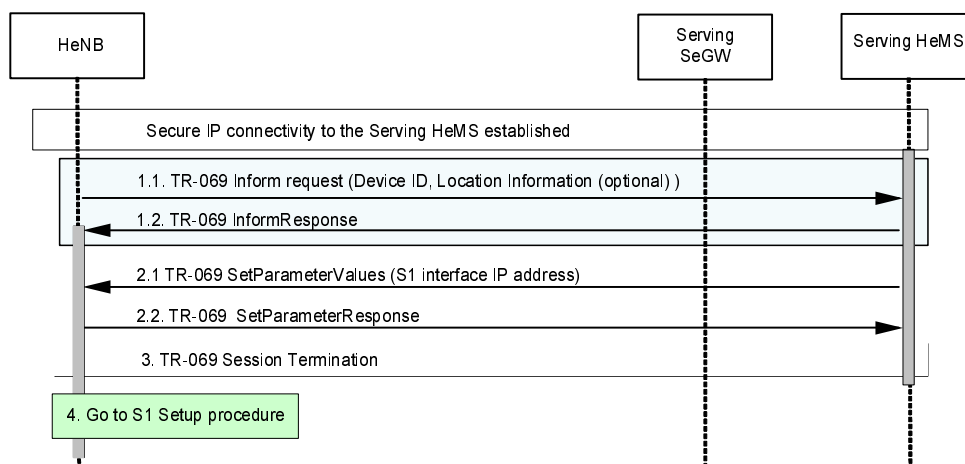 HeNB
Serving
SeGW
Serving HeMS
Secure IP connectivity to the Serving HeMS established
1.1. TR-069 Inform request (Device ID, Location Information (optional) )
1.2. TR-069 InformResponse
2.1 TR-069 SetParameterValues (S1 interface IP address)
2.2. TR-069 SetParameterResponse
3. TR-069 Session Termination
4. Go to S1 Setup procedure